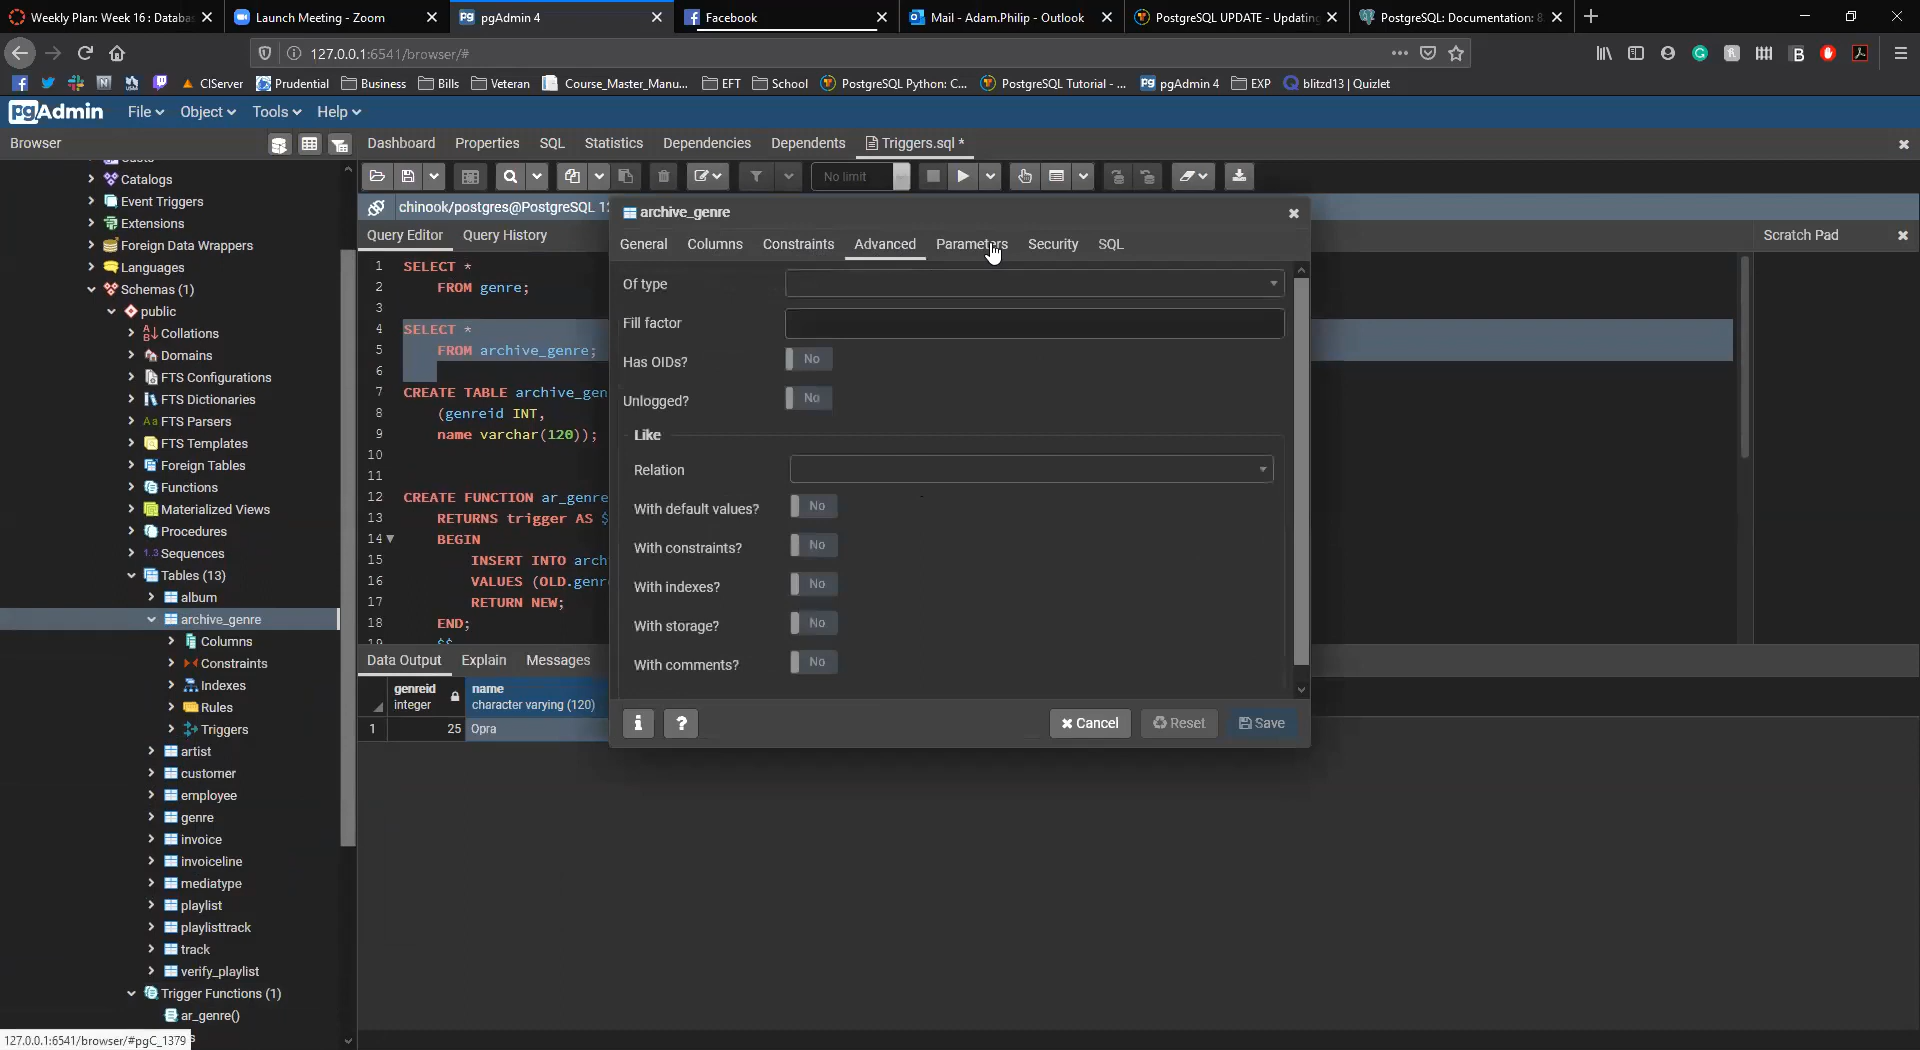 Weekly Plan: Week 16 : Databa
Launch Meeting - Zoom
pgAdmin 4
Facebook
Mail - Adam.Philip - Outlook
PostgreSQL UPDATE - Updating
PostgreSQL: Documentation: 8
127.0.0.1:6541/browser/#
CIServer
Prudential
Business
Bills
Veteran
Course_Master_Manu...
EFT
School
PostgreSQL Python: C...
PostgreSQL Tutorial - ...
pgAdmin 4
EXP
blitzd13 | Quizlet
pgAdmin
File
Object
Tools
Help
Browser
Dashboard
Properties
SQL
Statistics
Dependencies
Dependents
Triggers.sql *
No limit
Catalogs
Event Triggers
Extensions
Foreign Data Wrappers
Languages
Schemas (1)
public
Collations
Domains
FTS Configurations
FTS Dictionaries
FTS Parsers
FTS Templates
Foreign Tables
Functions
Materialized Views
Procedures
Sequences
Tables (13)
album
archive_genre
Columns
Constraints
Indexes
Rules
Triggers
artist
customer
employee
genre
invoice
invoiceline
mediatype
playlist
playlisttrack
track
verify_playlist
Trigger Functions (1)
ar_genre()
127.0.0.1:6541/browser/#pgC_1379
chinook/postgres@PostgreSQL 12
Query Editor
Query History
Scratch Pad
1 SELECT *
2 FROM genre;
3
4 SELECT *
5 FROM archive_genre;
6
7 CREATE TABLE archive_gen
8 (genreid INT,
9 name varchar(120));
10
11
12 CREATE FUNCTION ar_genre
13 RETURNS trigger AS $
14 BEGIN
15 INSERT INTO arch
16 VALUES (OLD.genr
17 RETURN NEW;
18 END;
19 $$
Data Output
Explain
Messages
genreid
integer
name
character varying (120)
1 25 Opra
archive_genre
General
Columns
Constraints
Advanced
Parameters
Security
SQL
Of type
Fill factor
Has OIDs? No
Unlogged? No
Like
Relation
With default values? No
With constraints? No
With indexes? No
With storage? No
With comments? No
i
?
Cancel
Reset
Save